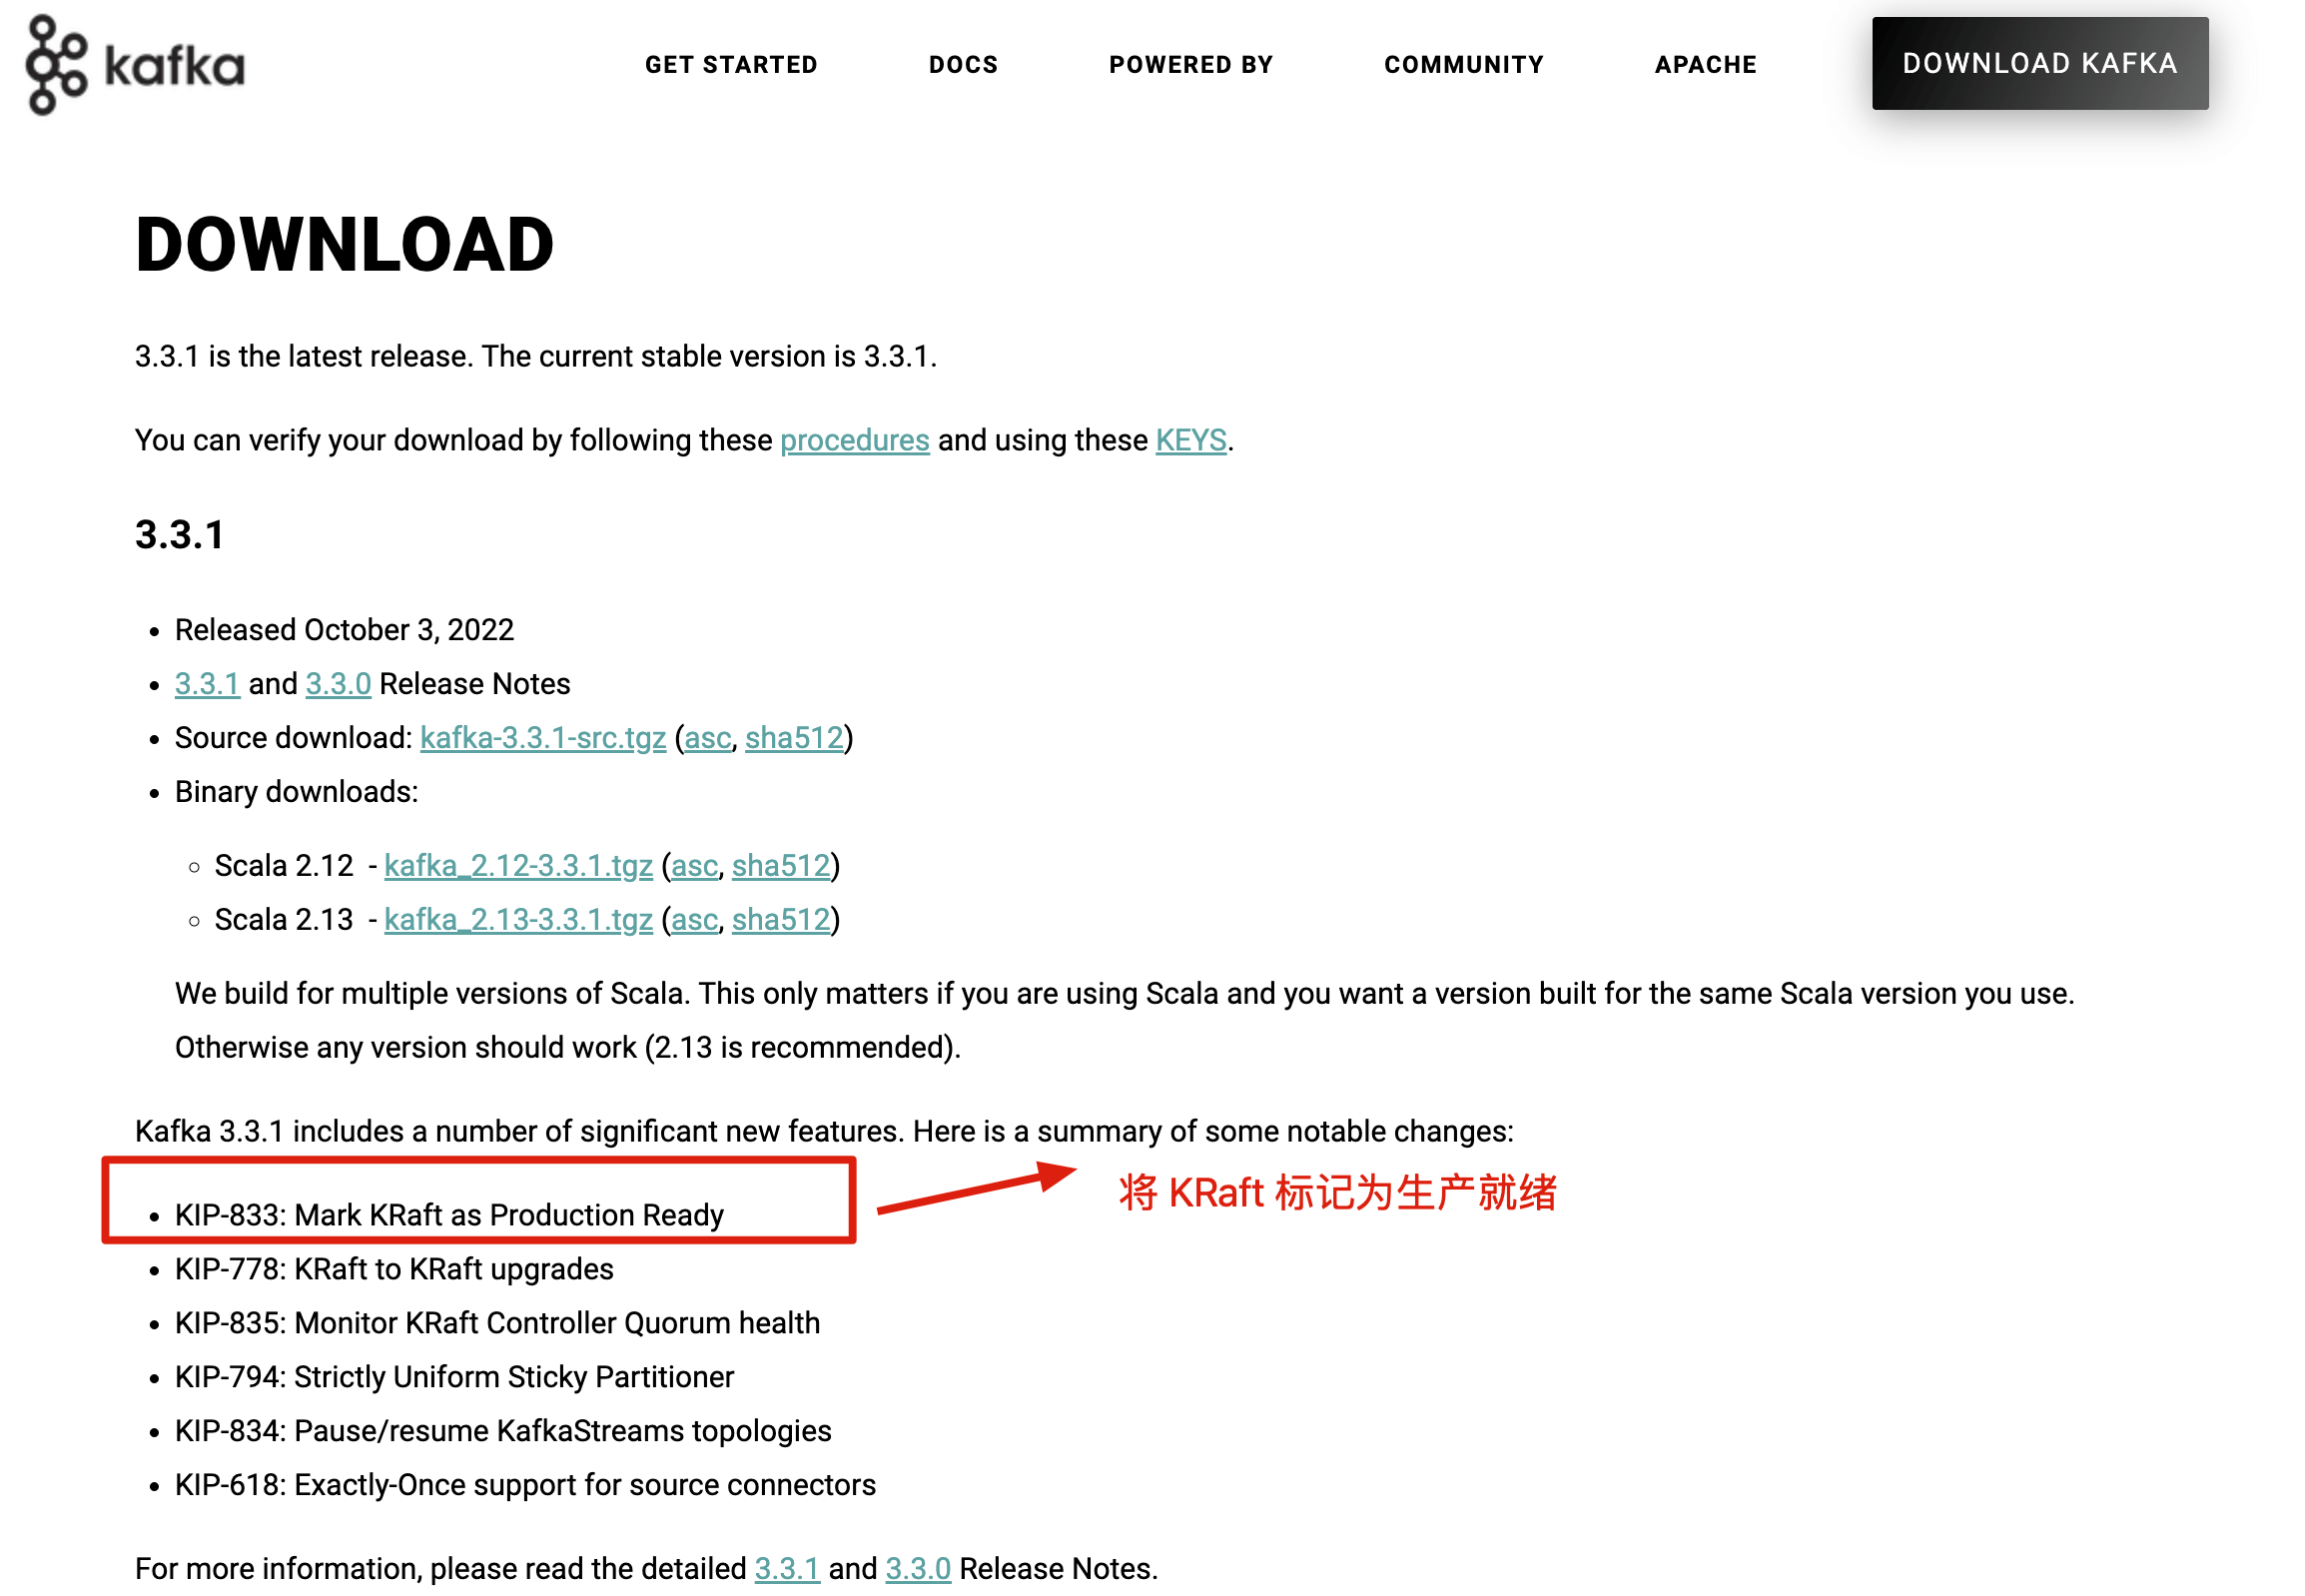 kafka
GET STARTED
DOCS
POWERED BY
COMMUNITY
APACHE
DOWNLOAD KAFKA
DOWNLOAD
3.3.1 is the latest release. The current stable version is 3.3.1.
You can verify your download by following these procedures and using these KEYS.
3.3.1
• Released October 3, 2022
• 3.3.1 and 3.3.0 Release Notes
• Source download: kafka-3.3.1-src.tgz (asc, sha512)
• Binary downloads:
◦ Scala 2.12 - kafka_2.12-3.3.1.tgz (asc, sha512)
◦ Scala 2.13 - kafka_2.13-3.3.1.tgz (asc, sha512)
We build for multiple versions of Scala. This only matters if you are using Scala and you want a version built for the same Scala version you use.
Otherwise any version should work (2.13 is recommended).
Kafka 3.3.1 includes a number of significant new features. Here is a summary of some notable changes:
• KIP-833: Mark KRaft as Production Ready
将 KRaft 标记为生产就绪
• KIP-778: KRaft to KRaft upgrades
• KIP-835: Monitor KRaft Controller Quorum health
• KIP-794: Strictly Uniform Sticky Partitioner
• KIP-834: Pause/resume KafkaStreams topologies
• KIP-618: Exactly-Once support for source connectors
For more information, please read the detailed 3.3.1 and 3.3.0 Release Notes.